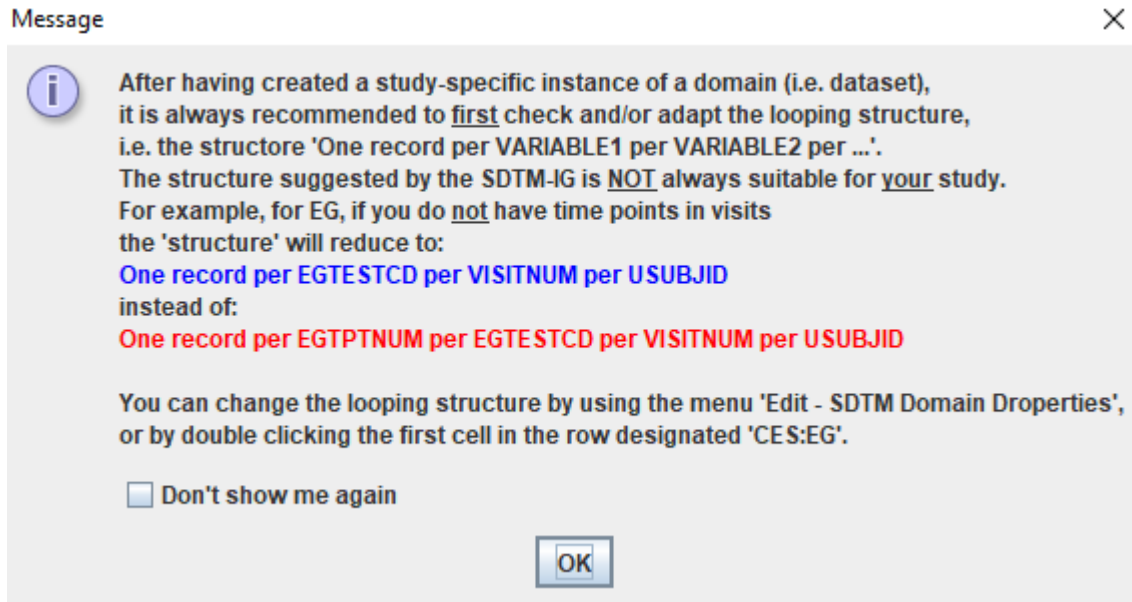 Message
After having created a study-specific instance of a domain (i.e. dataset),
it is always recommended to first check and/or adapt the looping structure,
i.e. the structore 'One record per VARIABLE1 per VARIABLE2 per ...'.
The structure suggested by the SDTM-IG is NOT always suitable for your study.
For example, for EG, if you do not have time points in visits
the 'structure' will reduce to:
One record per EGTESTCD per VISITNUM per USUBJID
instead of:
One record per EGTPTNUM per EGTESTCD per VISITNUM per USUBJID
You can change the looping structure by using the menu 'Edit - SDTM Domain Droperties',
or by double clicking the first cell in the row designated 'CES:EG'.
Don't show me again
OK